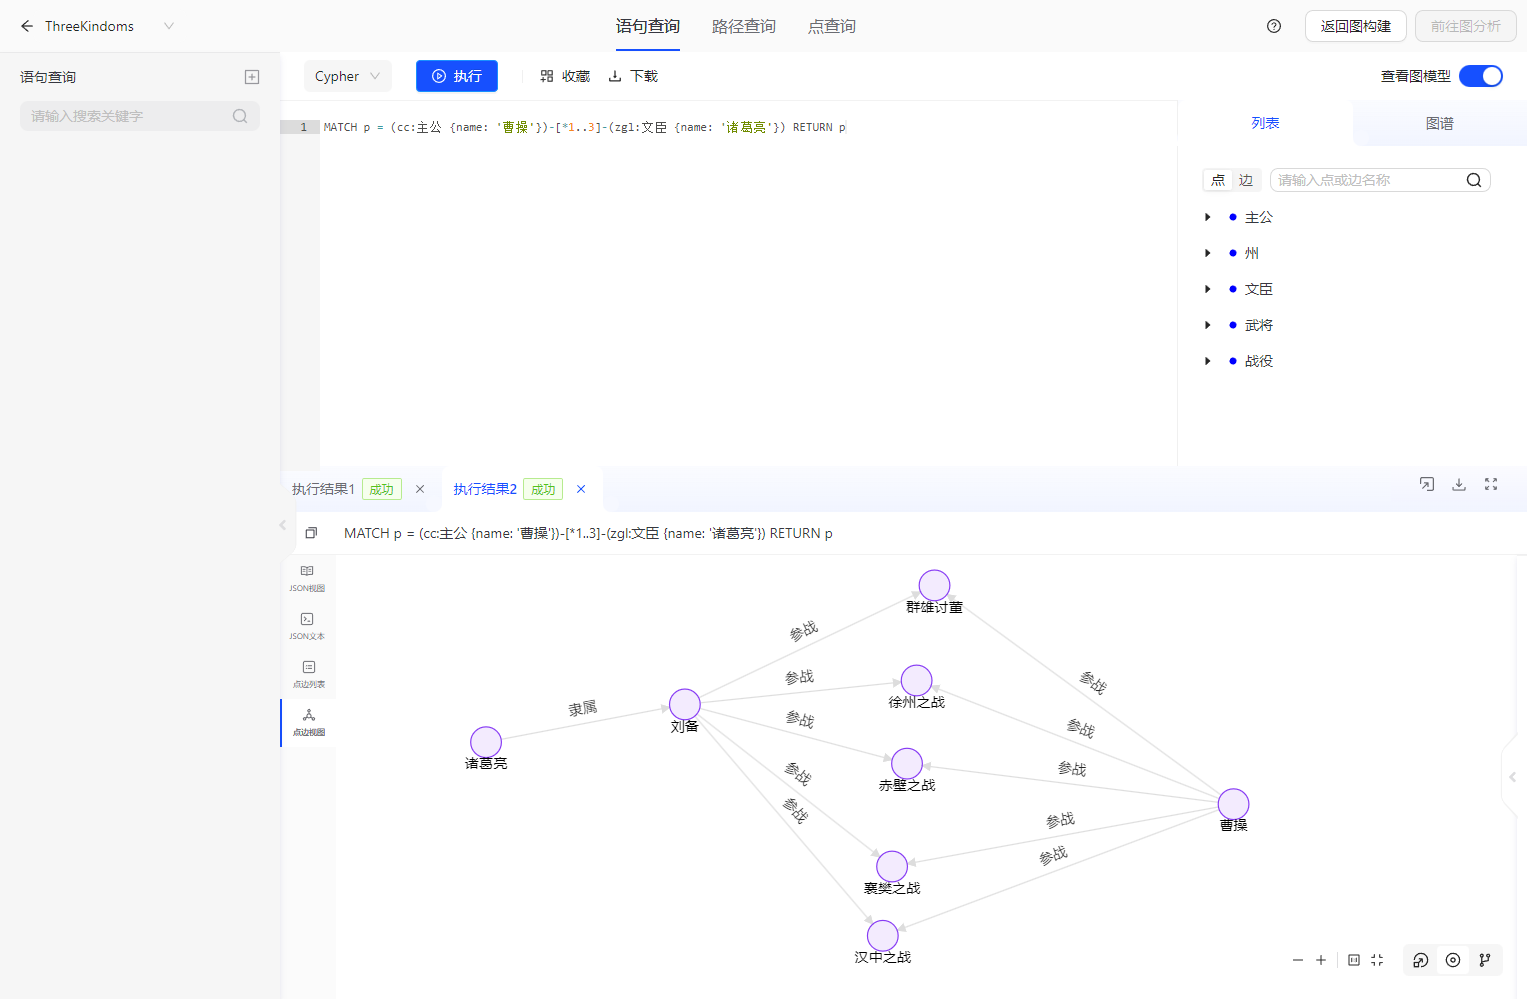 ThreeKindoms
语句查询 路径查询 点查询
返回图构建 前往图分析
语句查询
请输入搜索关键字
Cypher 执行 收藏 下载 查看图模型
1 MATCH p = (cc:主公 {name: '曹操'})-[*1..3]-(zgl:文臣 {name: '诸葛亮'}) RETURN p
列表 图谱
点 边 请输入点或边名称
主公
州
文臣
武将
战役
执行结果1 成功 执行结果2 成功
MATCH p = (cc:主公 {name: '曹操'})-[*1..3]-(zgl:文臣 {name: '诸葛亮'}) RETURN p
JSON视图
JSON文本
点边列表
点边视图
群雄讨董
参战
参战
参战
徐州之战
隶属
刘备
参战
参战
诸葛亮
参战
参战
赤壁之战
参战
参战
曹操
参战
襄樊之战
参战
汉中之战